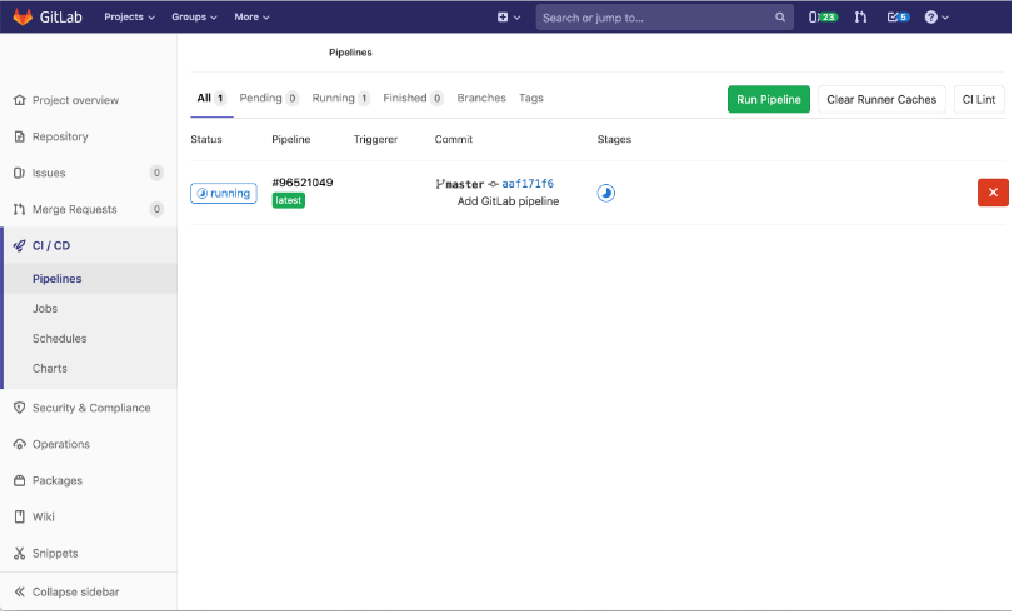 GitLab Projects Groups More Search or jump to... 23 5
Pipelines
All 1 Pending 0 Running 1 Finished 0 Branches Tags Run Pipeline Clear Runner Caches CI Lint
Status Pipeline Triggerer Commit Stages
running #96521049 master aaf171f6
latest Add GitLab pipeline
Project overview
Repository
Issues 0
Merge Requests 0
CI / CD
Pipelines
Jobs
Schedules
Charts
Security & Compliance
Operations
Packages
Wiki
Snippets
Collapse sidebar